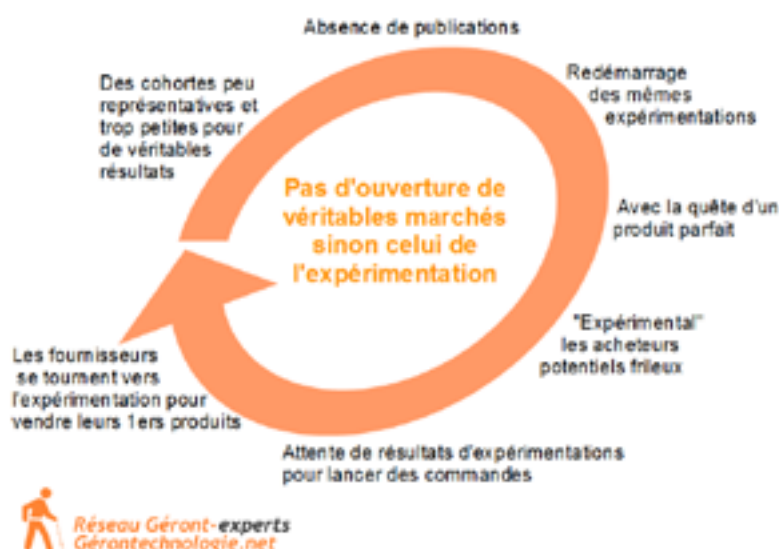 Absence de publications
Redémarrage
des mêmes
expérimentations
Avec la quête d'un
produit parfait
"Expérimental"
les acheteurs
potentiels frileux
Attente de résultats d'expérimentations
pour lancer des commandes
Les fournisseurs
se tournent vers
l'expérimentation pour
vendre leurs 1ers produits
Des cohortes peu
représentatives et
trop petites pour
de véritables
résultats
Pas d'ouverture de
véritables marchés
sinon celui de
l'expérimentation
Réseau Géront-experts
Gérontechnologie.net